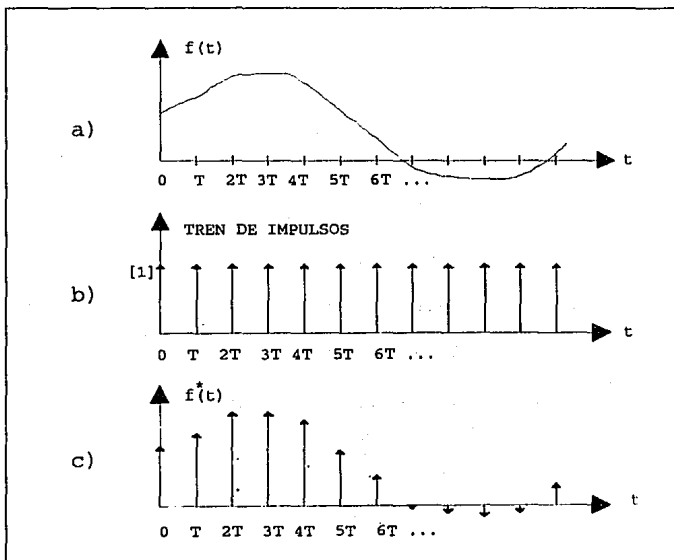 f(t)
a)
t
0 T 2T 3T 4T 5T 6T ...
TREN DE IMPULSOS
[1]
b)
t
0 T 2T 3T 4T 5T 6T ...
f*(t)
c)
t
0 T 2T 3T 4T 5T 6T ...